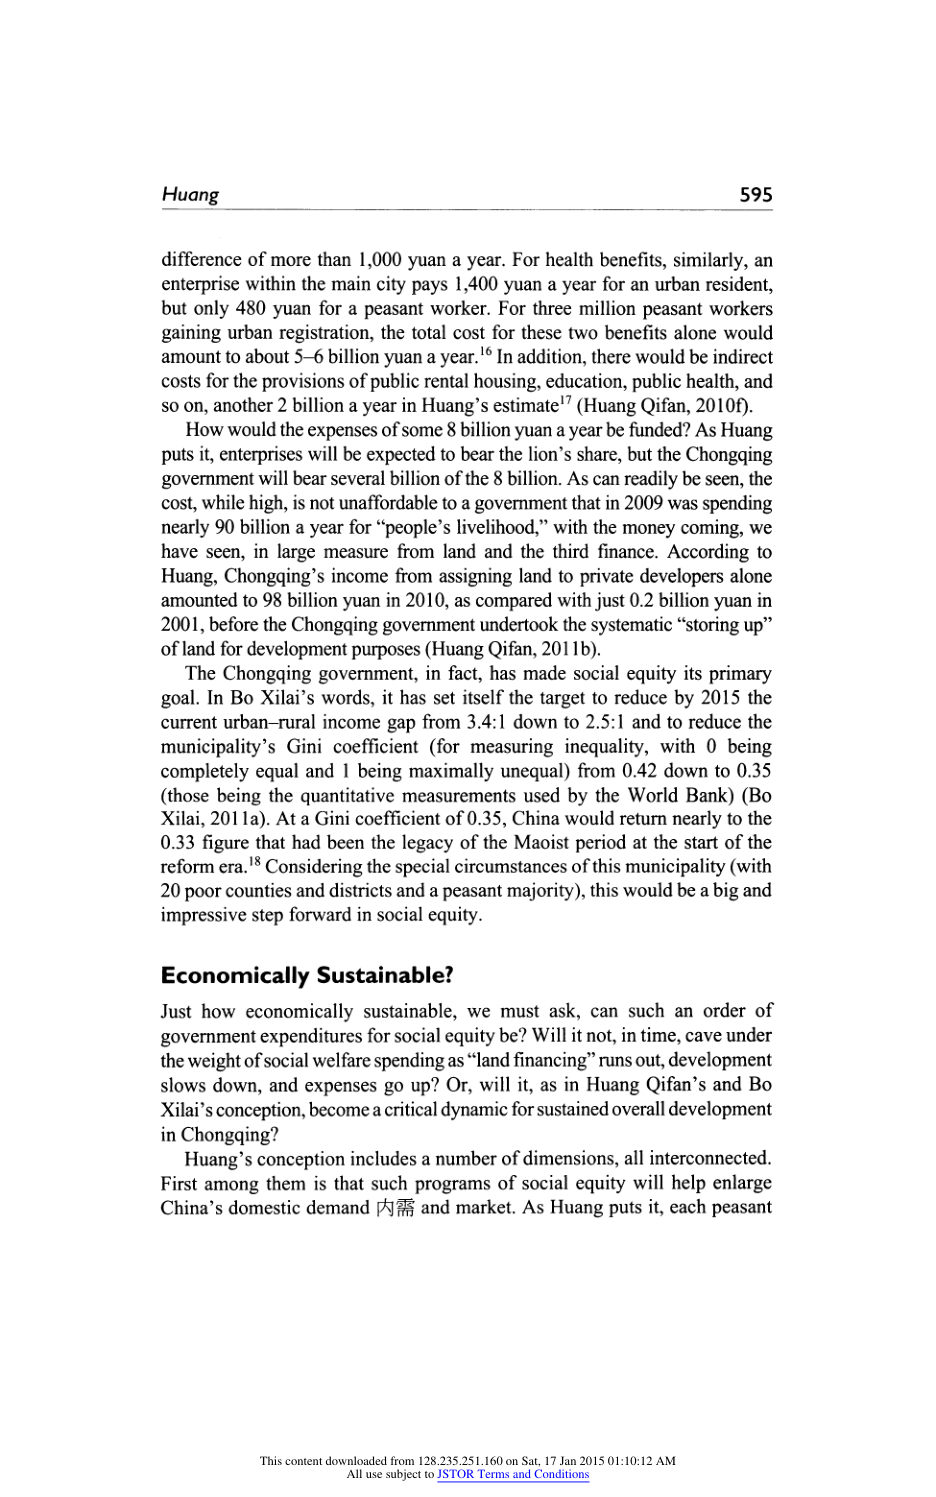 Huang 595
difference of more than 1,000 yuan a year. For health benefits, similarly, an
enterprise within the main city pays 1,400 yuan a year for an urban resident,
but only 480 yuan for a peasant worker. For three million peasant workers
gaining urban registration, the total cost for these two benefits alone would
amount to about 5–6 billion yuan a year.16 In addition, there would be indirect
costs for the provisions of public rental housing, education, public health, and
so on, another 2 billion a year in Huang's estimate17 (Huang Qifan, 2010f).
How would the expenses of some 8 billion yuan a year be funded? As Huang
puts it, enterprises will be expected to bear the lion's share, but the Chongqing
government will bear several billion of the 8 billion. As can readily be seen, the
cost, while high, is not unaffordable to a government that in 2009 was spending
nearly 90 billion a year for "people's livelihood," with the money coming, we
have seen, in large measure from land and the third finance. According to
Huang, Chongqing's income from assigning land to private developers alone
amounted to 98 billion yuan in 2010, as compared with just 0.2 billion yuan in
2001, before the Chongqing government undertook the systematic "storing up"
of land for development purposes (Huang Qifan, 2011b).
The Chongqing government, in fact, has made social equity its primary
goal. In Bo Xilai's words, it has set itself the target to reduce by 2015 the
current urban–rural income gap from 3.4:1 down to 2.5:1 and to reduce the
municipality's Gini coefficient (for measuring inequality, with 0 being
completely equal and 1 being maximally unequal) from 0.42 down to 0.35
(those being the quantitative measurements used by the World Bank) (Bo
Xilai, 2011a). At a Gini coefficient of 0.35, China would return nearly to the
0.33 figure that had been the legacy of the Maoist period at the start of the
reform era.18 Considering the special circumstances of this municipality (with
20 poor counties and districts and a peasant majority), this would be a big and
impressive step forward in social equity.
Economically Sustainable?
Just how economically sustainable, we must ask, can such an order of
government expenditures for social equity be? Will it not, in time, cave under
the weight of social welfare spending as "land financing" runs out, development
slows down, and expenses go up? Or, will it, as in Huang Qifan's and Bo
Xilai's conception, become a critical dynamic for sustained overall development
in Chongqing?
Huang's conception includes a number of dimensions, all interconnected.
First among them is that such programs of social equity will help enlarge
China's domestic demand 内需 and market. As Huang puts it, each peasant
This content downloaded from 128.235.251.160 on Sat, 17 Jan 2015 01:10:12 AM
All use subject to JSTOR Terms and Conditions